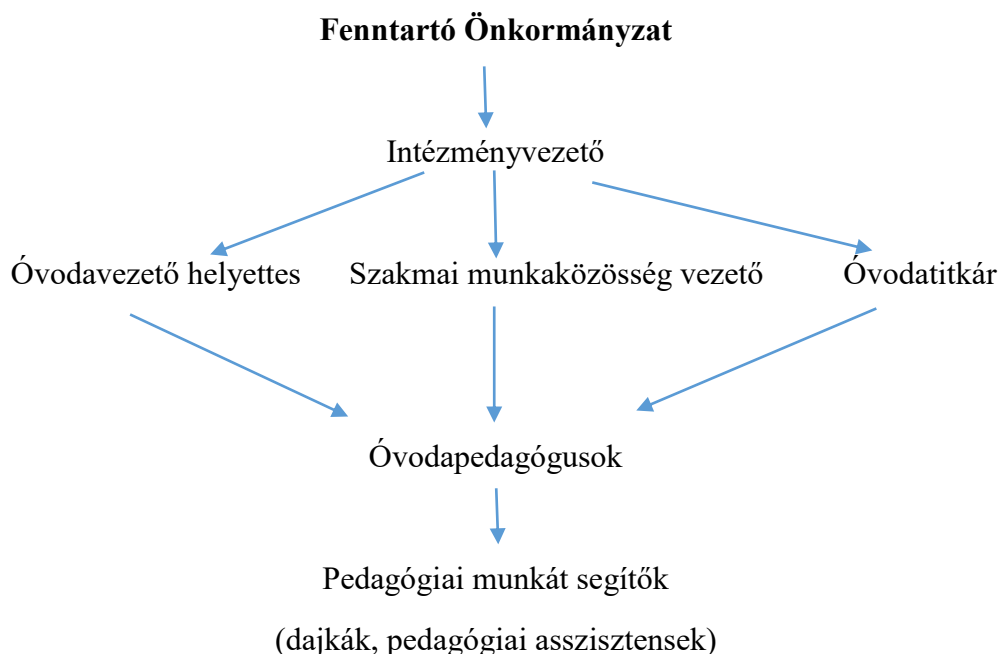 Fenntartó Önkormányzat
Intézményvezető
Óvodavezető helyettes
Szakmai munkaközösség vezető
Óvodatitkár
Óvodapedagógusok
Pedagógiai munkát segítők
(dajkák, pedagógiai asszisztensek)